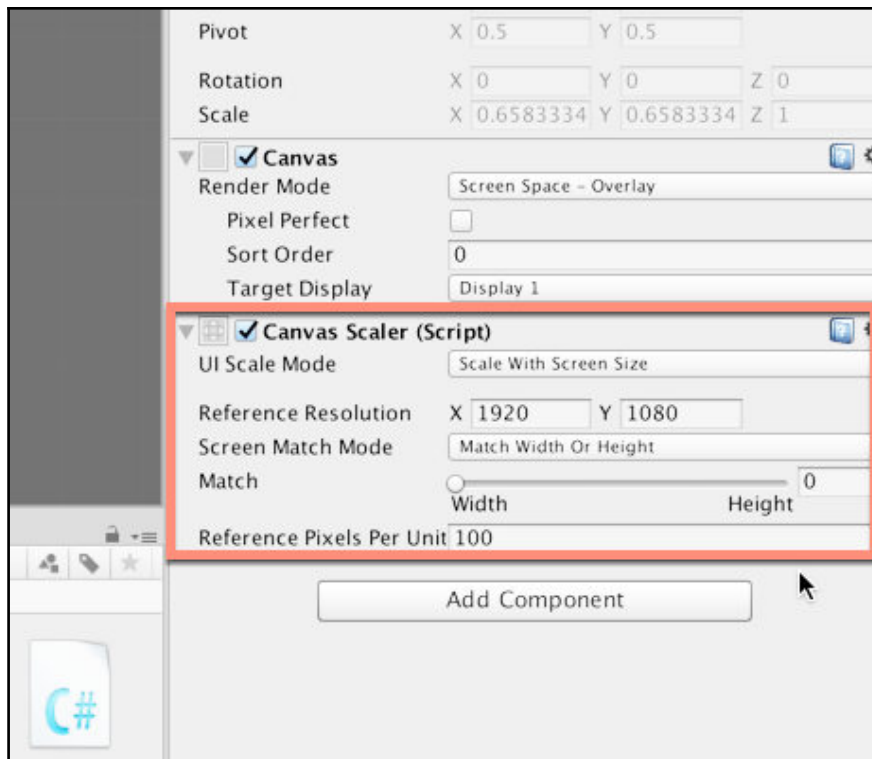 Pivot X 0.5 Y 0.5
Rotation X 0 Y 0 Z 0
Scale X 0.6583334 Y 0.6583334 Z 1
Canvas
Render Mode Screen Space - Overlay
Pixel Perfect
Sort Order 0
Target Display Display 1
Canvas Scaler (Script)
UI Scale Mode Scale With Screen Size
Reference Resolution X 1920 Y 1080
Screen Match Mode Match Width Or Height
Match 0
Width Height
Reference Pixels Per Unit 100
Add Component
C#